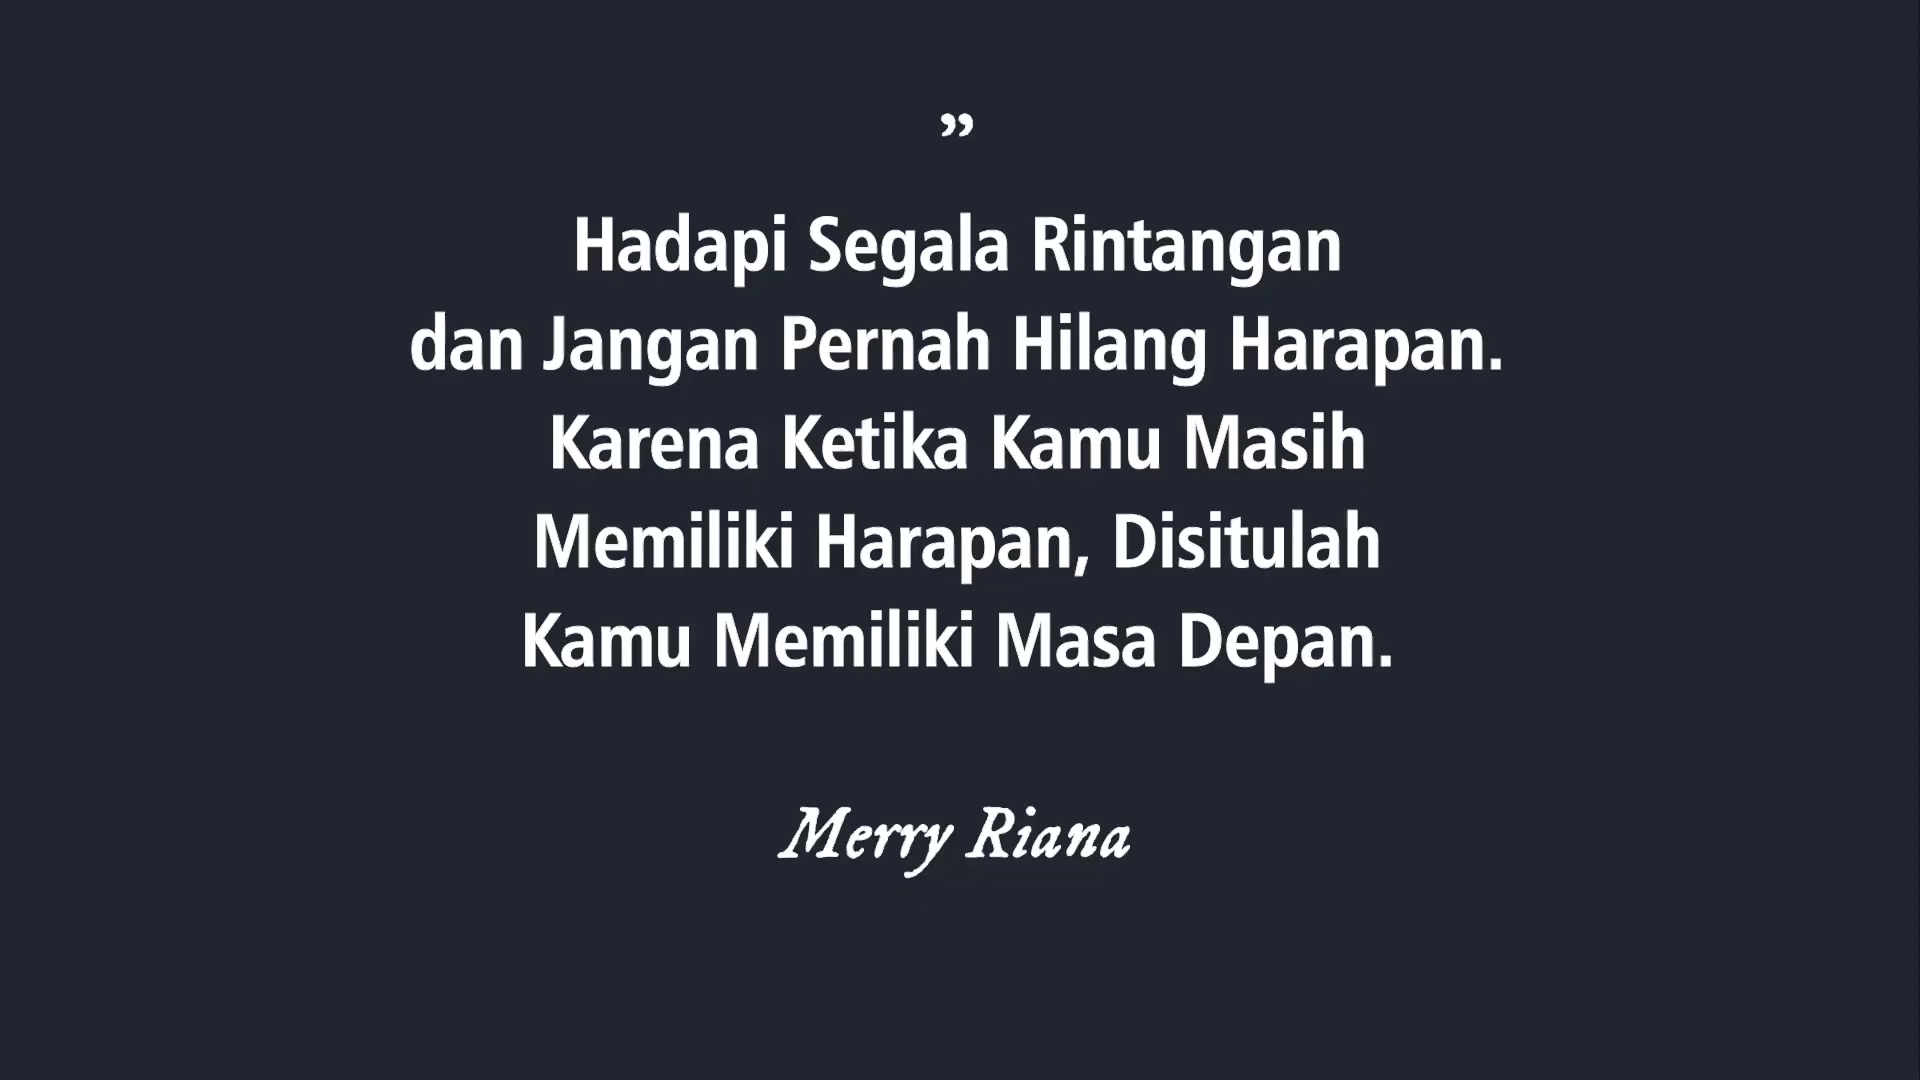 ”
Hadapi Segala Rintangan
dan Jangan Pernah Hilang Harapan.
Karena Ketika Kamu Masih
Memiliki Harapan, Disitulah
Kamu Memiliki Masa Depan.
Merry Riana